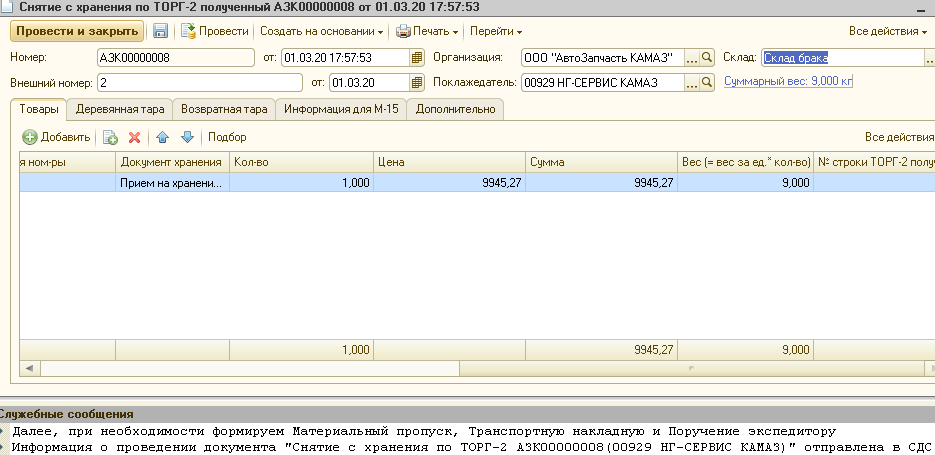 Снятие с хранения по ТОРГ-2 полученный АЗК00000008 от 01.03.20 17:57:53
Провести и закрыть Провести Создать на основании Печать Перейти Все действия
Номер: АЗК00000008 от: 01.03.20 17:57:53 Организация: ООО "АвтоЗапчасть КАМАЗ" ... Склад: Склад брака
Внешний номер: 2 от: 01.03.20 Поклажедатель: 00929 НГ-СЕРВИС КАМАЗ ... Суммарный вес: 9,000 кг
Товары Деревянная тара Возвратная тара Информация для М-15 Дополнительно
Добавить Подбор Все действия
я ном-ры Документ хранения Кол-во Цена Сумма Вес (= вес за ед.* кол-во) № строки ТОРГ-2 полу
Прием на хранени... 1,000 9945,27 9945,27 9,000
1,000 9945,27 9,000
Служебные сообщения
Далее, при необходимости формируем Материальный пропуск, Транспортную накладную и Поручение экспедитору
Информация о проведении документа "Снятие с хранения по ТОРГ-2 АЗК00000008(00929 НГ-СЕРВИС КАМАЗ)" отправлена в СДС